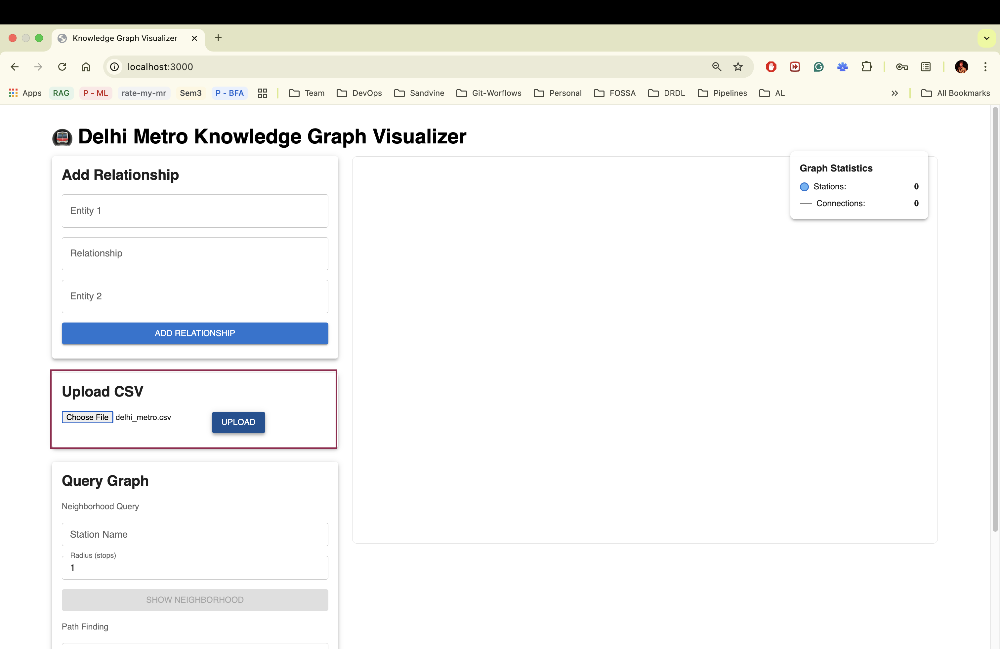 Knowledge Graph Visualizer
localhost:3000
Apps RAG P - ML rate-my-mr Sem3 P - BFA Team DevOps Sandvine Git-Worflows Personal FOSSA DRDL Pipelines AL All Bookmarks
Delhi Metro Knowledge Graph Visualizer
Add Relationship
Entity 1
Relationship
Entity 2
ADD RELATIONSHIP
Upload CSV
Choose File delhi_metro.csv
UPLOAD
Query Graph
Neighborhood Query
Station Name
Radius (stops)
1
SHOW NEIGHBORHOOD
Path Finding
Graph Statistics
Stations: 0
Connections: 0